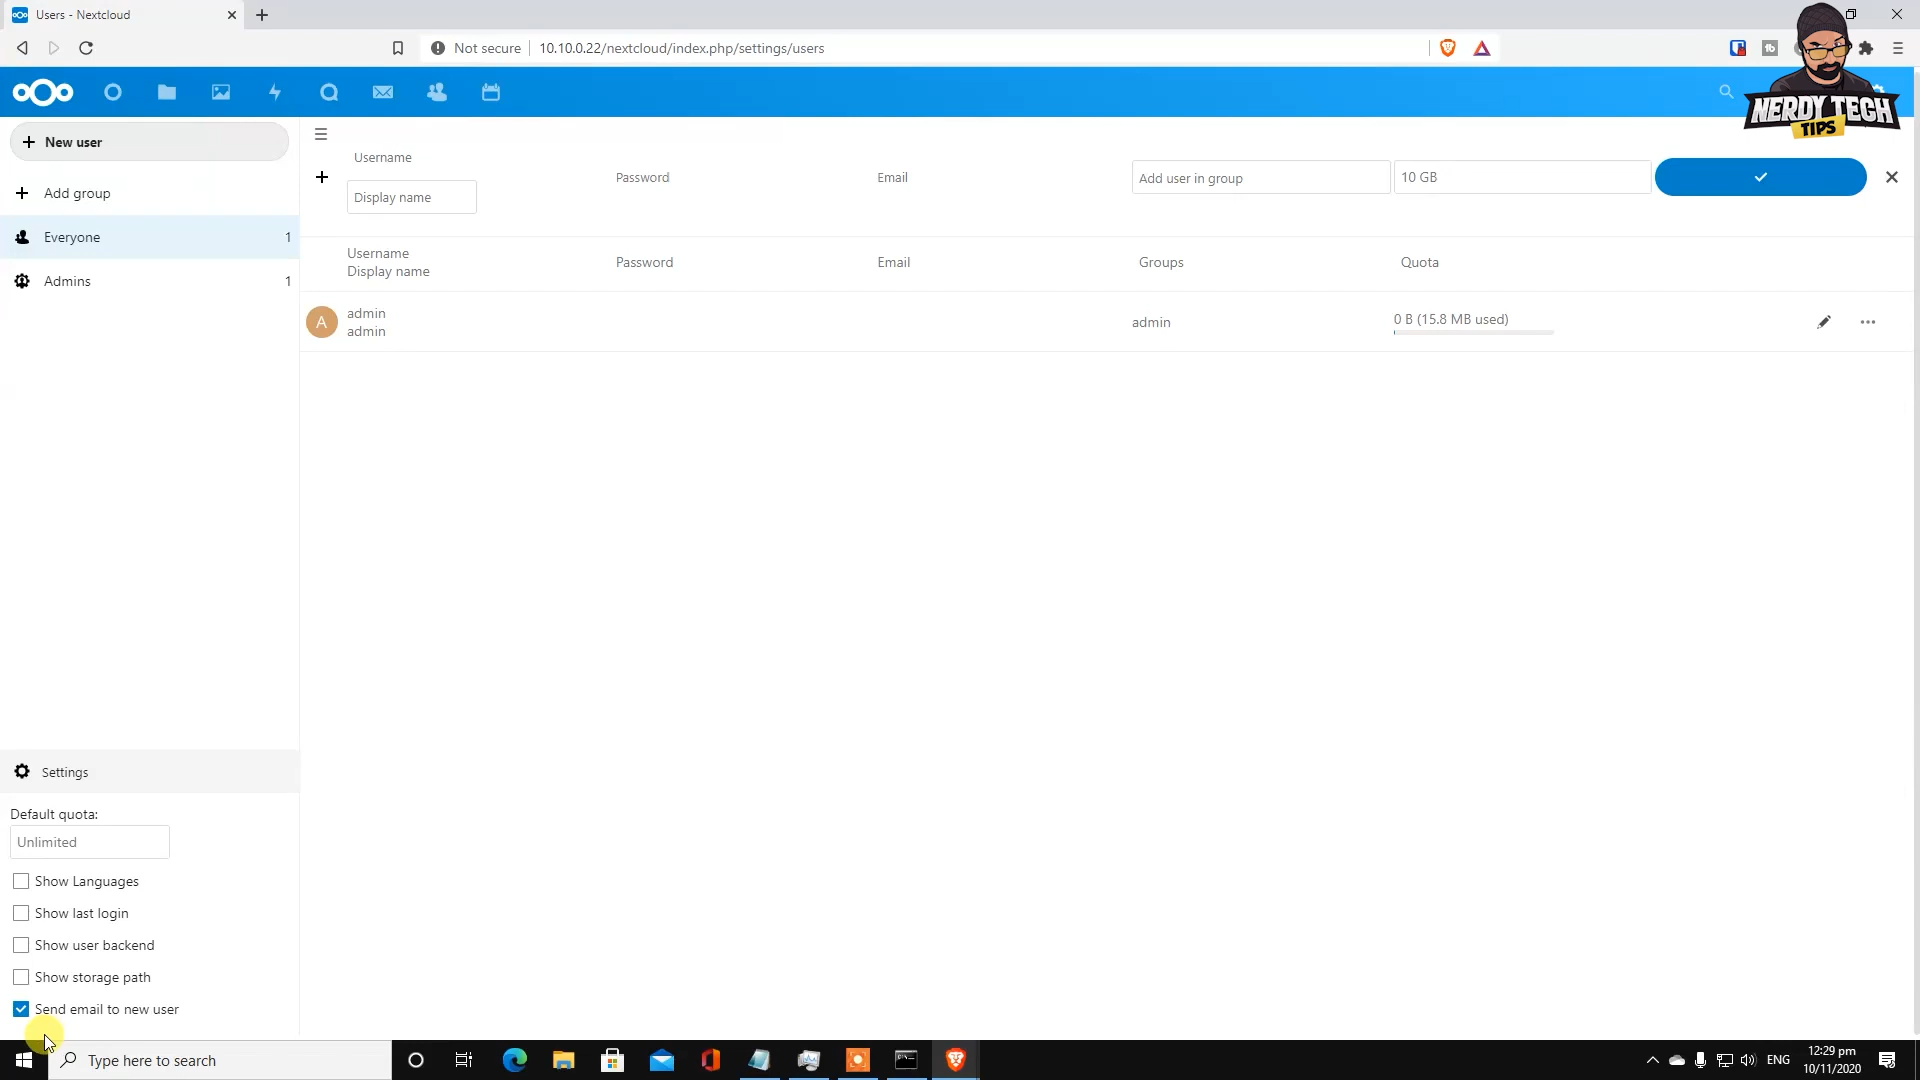 Users - Nextcloud
Not secure
10.10.0.22/nextcloud/index.php/settings/users
NERDY TECH
TIPS
New user
Add group
Everyone 1
Admins 1
Username
Display name
Password
Email
Add user in group
10 GB
Username
Display name
Password
Email
Groups
Quota
A
admin
admin
admin
0 B (15.8 MB used)
Settings
Default quota:
Unlimited
Show Languages
Show last login
Show user backend
Show storage path
Send email to new user
Type here to search
ENG
12:29 pm
10/11/2020